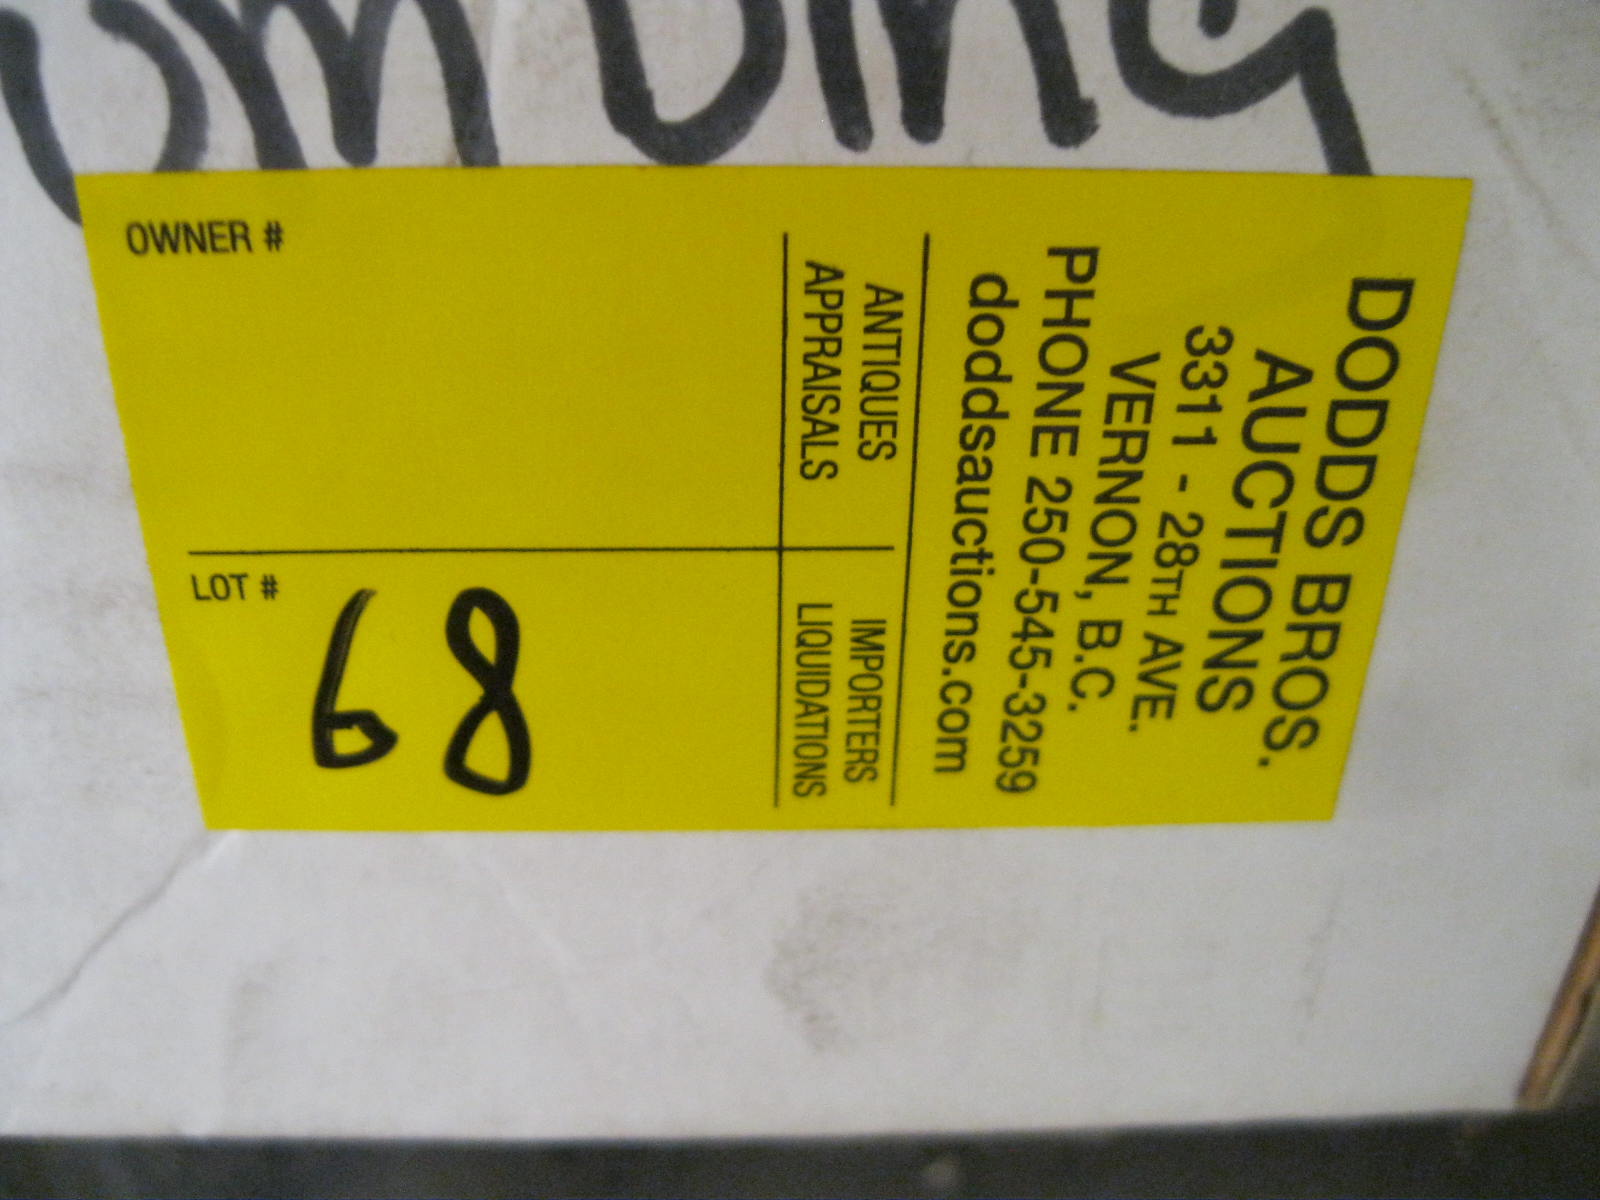 DODDS BROS.
AUCTIONS
3311 - 28TH AVE.
VERNON, B.C.
PHONE 250-545-3259
doddsauctions.com
ANTIQUES IMPORTERS
APPRAISALS LIQUIDATIONS
OWNER #
LOT # 68